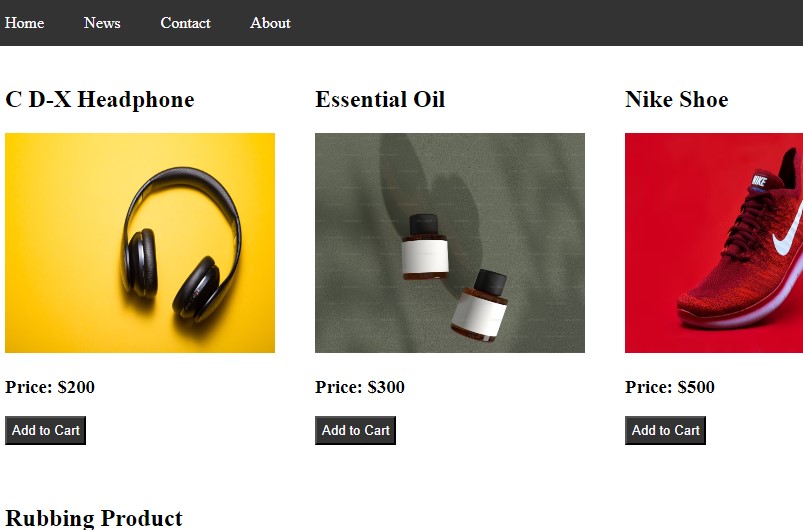 Home News Contact About
C D-X Headphone
Essential Oil
Nike Shoe
NIKE
Price: $200
Price: $300
Price: $500
Add to Cart
Add to Cart
Add to Cart
Rubbing Product